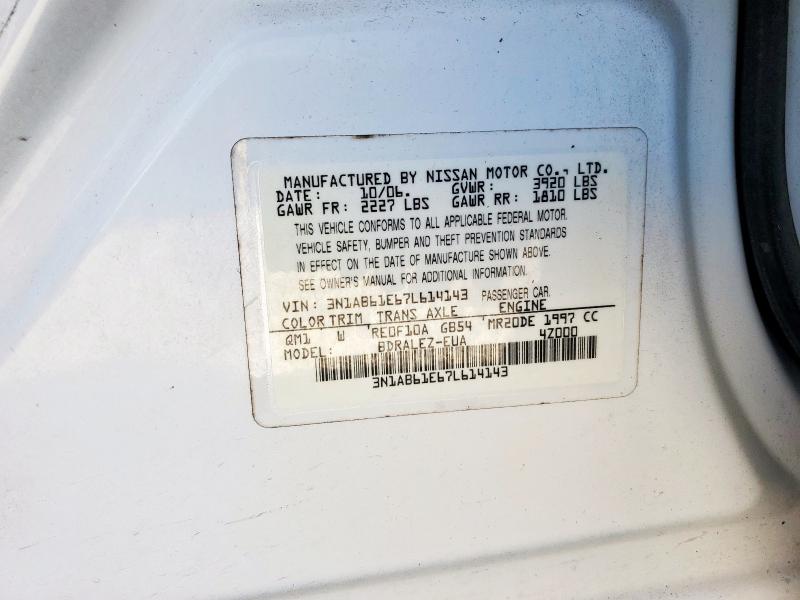 MANUFACTURED BY NISSAN MOTOR CO., LTD.
DATE: 10/06. GVWR: 3920 LBS
GAWR FR: 2227 LBS GAWR RR: 1810 LBS
THIS VEHICLE CONFORMS TO ALL APPLICABLE FEDERAL MOTOR
VEHICLE SAFETY, BUMPER AND THEFT PREVENTION STANDARDS
IN EFFECT ON THE DATE OF MANUFACTURE SHOWN ABOVE.
SEE OWNER'S MANUAL FOR ADDITIONAL INFORMATION.
VIN: 3N1AB61E67L614143 PASSENGER CAR
COLOR TRIM TRANS AXLE ENGINE
QM1 W RE0F10A GB54 MR20DE 1997 CC
MODEL: BDRALEZ-EUA 4Z000
3N1AB61E67L614143